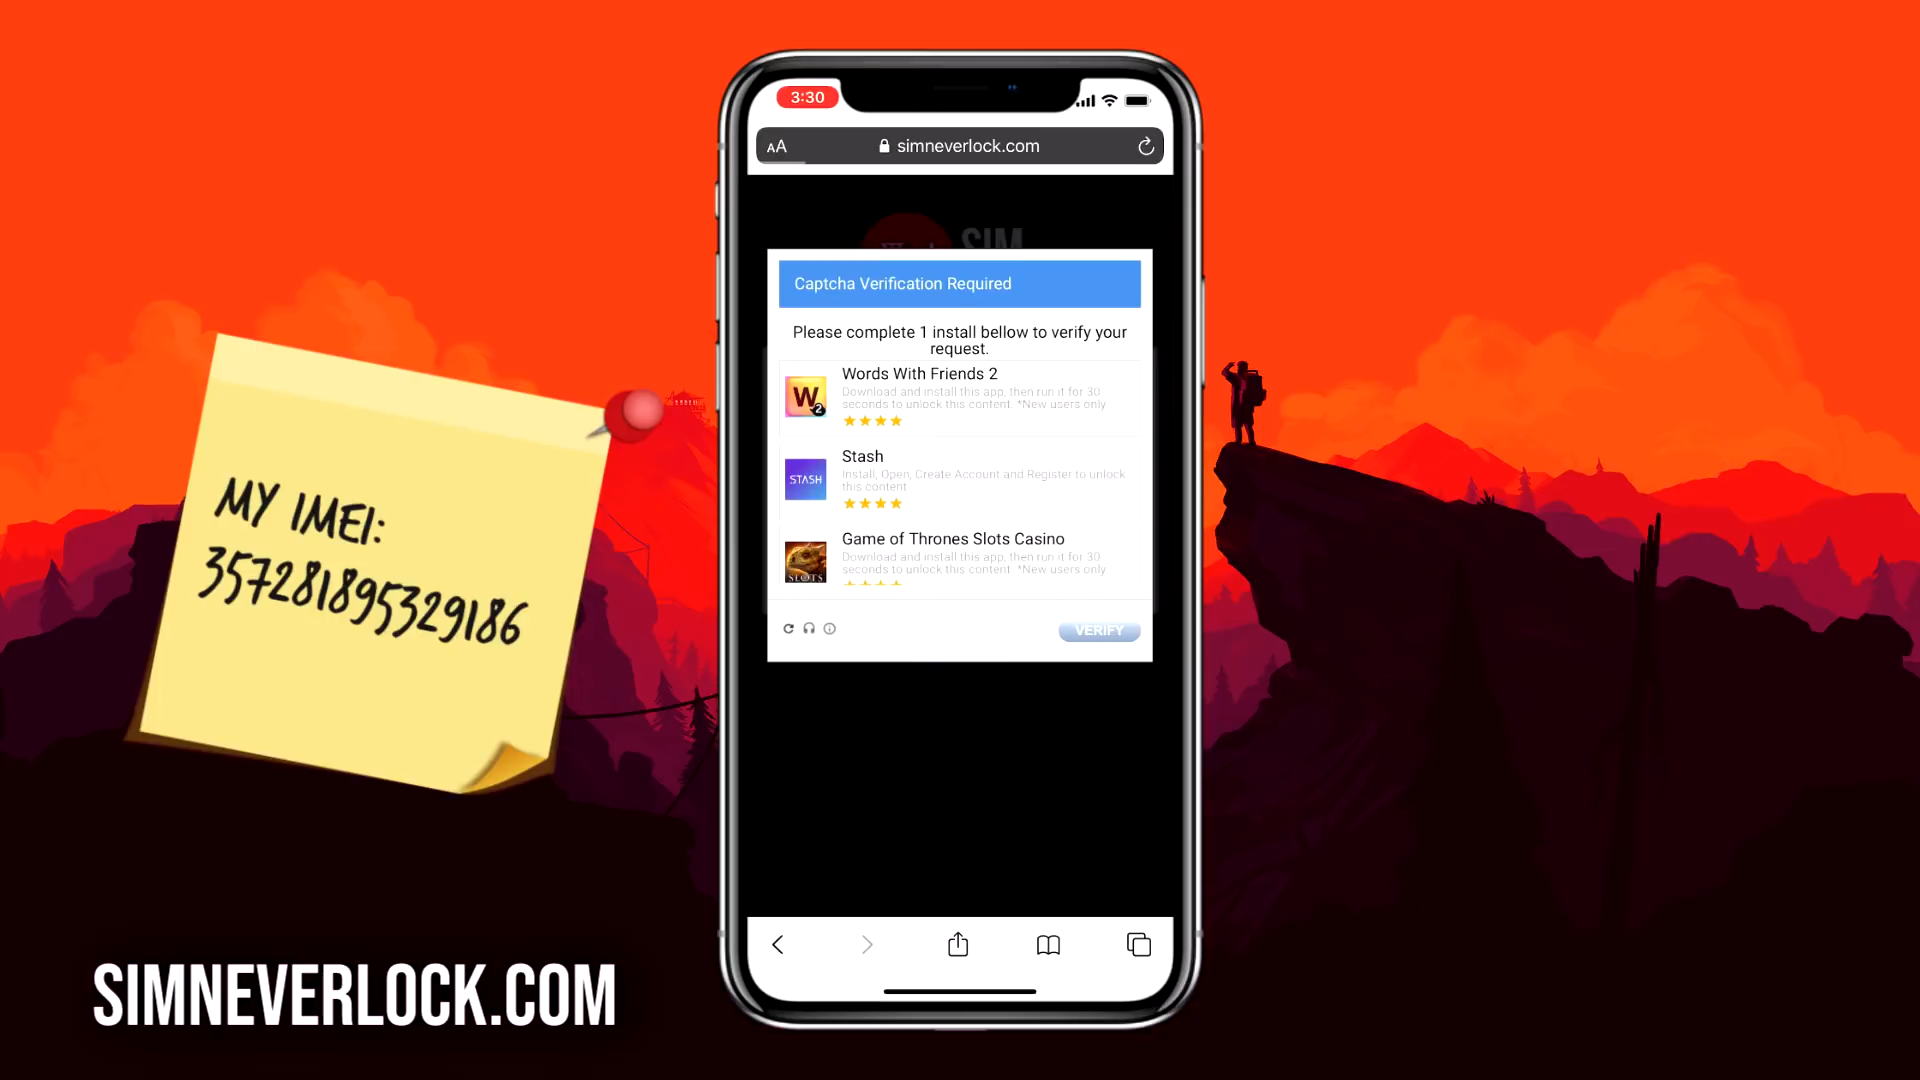 3:30
AA
simneverlock.com
SIM
Captcha Verification Required
Please complete 1 install bellow to verify your
request.
W2
Words With Friends 2
Download and install this app, then run it for 30
seconds to unlock this content. *New users only
STASH
Stash
Install, Open, Create Account and Register to unlock
this content
SLOTS
Game of Thrones Slots Casino
Download and install this app, then run it for 30
seconds to unlock this content. *New users only
VERIFY
MY IMEI:
357281895329186
SIMNEVERLOCK.COM